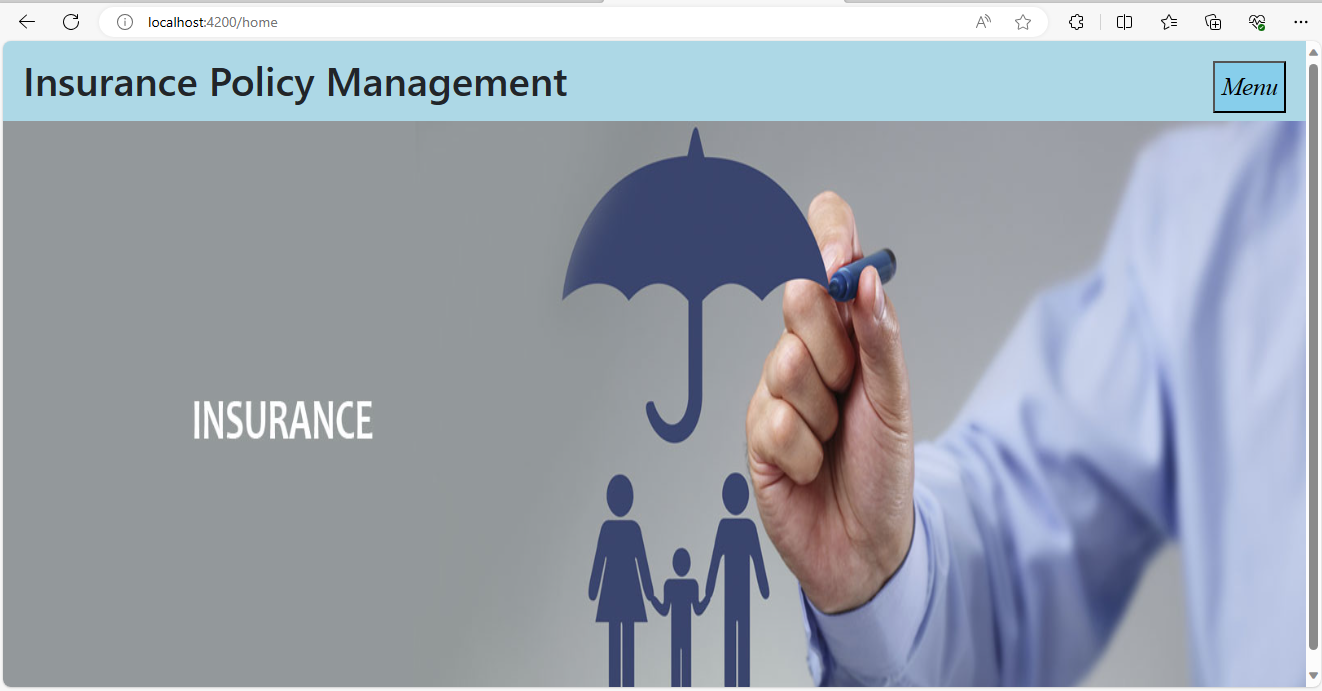 localhost:4200/home
Insurance Policy Management
Menu
INSURANCE